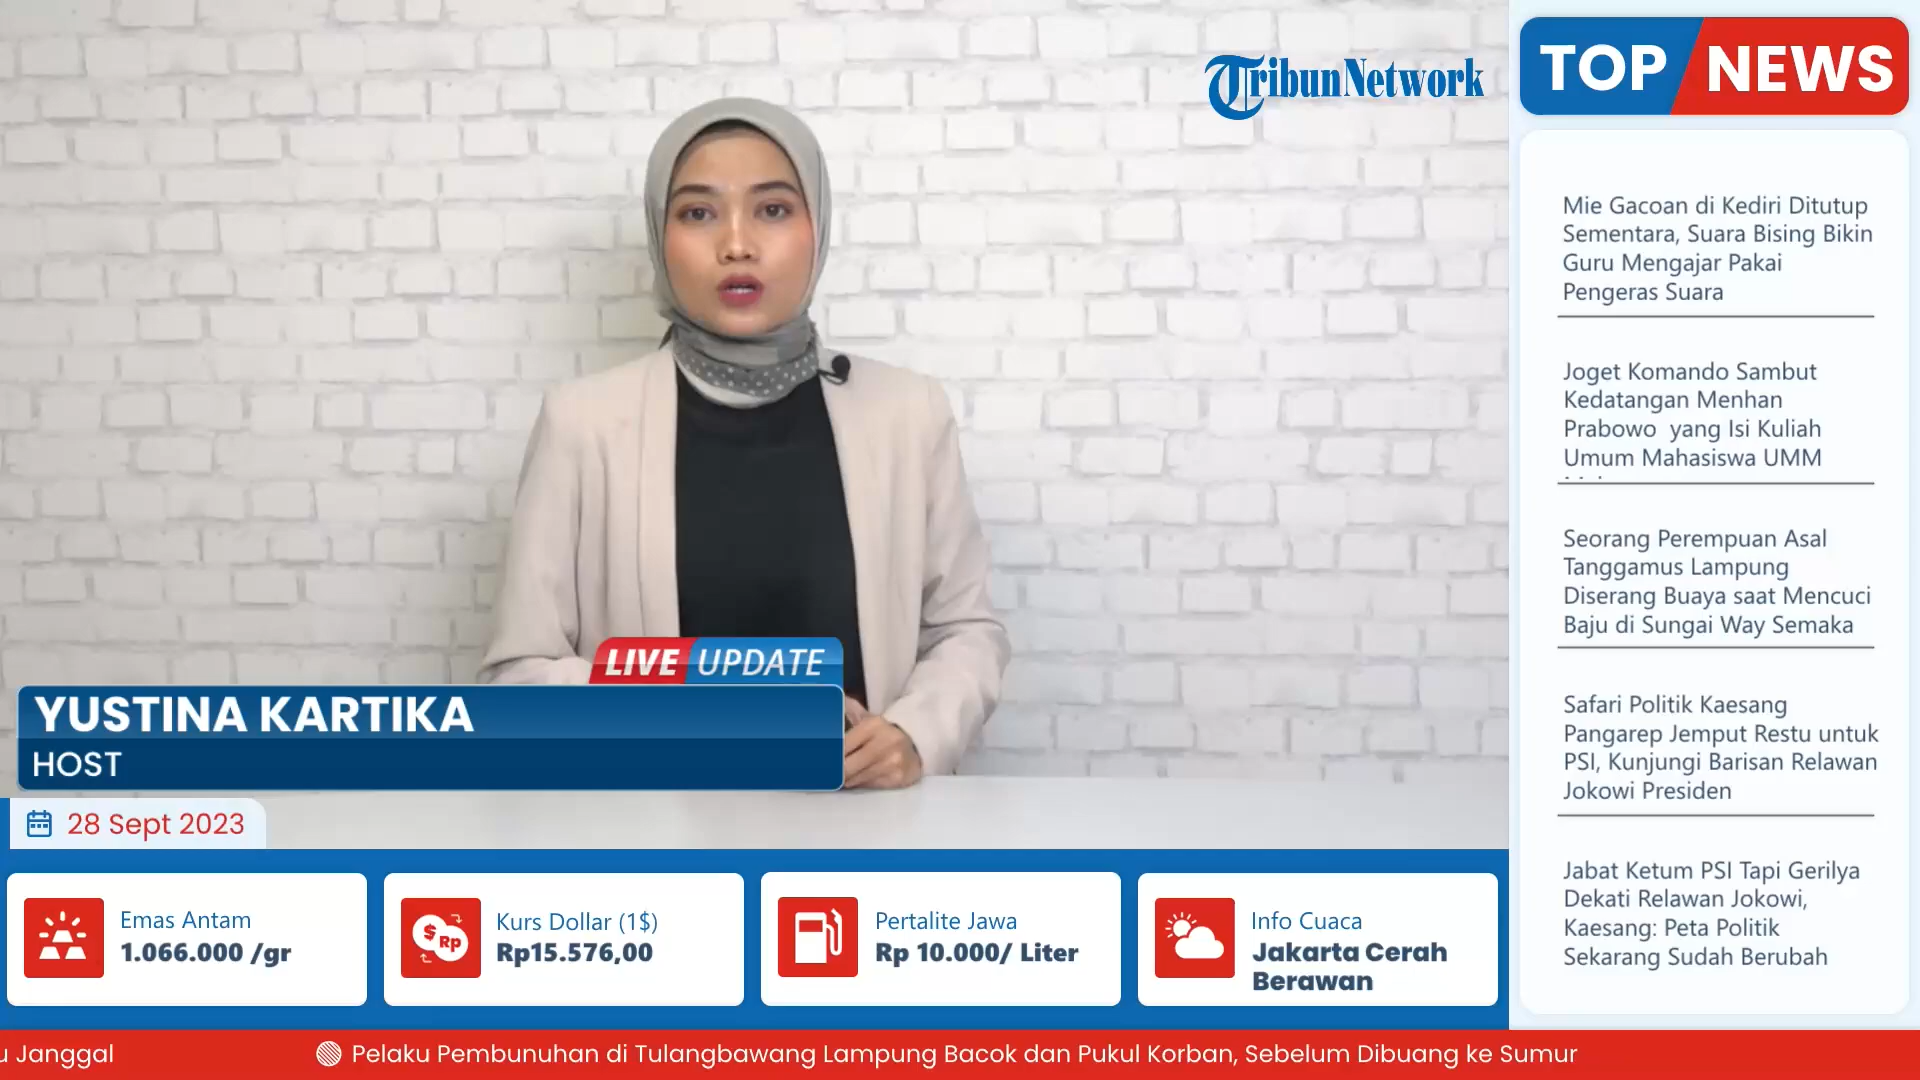 TribunNetwork
TOP NEWS
Mie Gacoan di Kediri Ditutup
Sementara, Suara Bising Bikin
Guru Mengajar Pakai
Pengeras Suara
Joget Komando Sambut
Kedatangan Menhan
Prabowo yang Isi Kuliah
Umum Mahasiswa UMM
Seorang Perempuan Asal
Tanggamus Lampung
Diserang Buaya saat Mencuci
Baju di Sungai Way Semaka
Safari Politik Kaesang
Pangarep Jemput Restu untuk
PSI, Kunjungi Barisan Relawan
Jokowi Presiden
Jabat Ketum PSI Tapi Gerilya
Dekati Relawan Jokowi,
Kaesang: Peta Politik
Sekarang Sudah Berubah
LIVE UPDATE
YUSTINA KARTIKA
HOST
28 Sept 2023
Emas Antam
1.066.000 /gr
$ Rp
Kurs Dollar (1$)
Rp15.576,00
Pertalite Jawa
Rp 10.000/ Liter
Info Cuaca
Jakarta Cerah
Berawan
u Janggal
Pelaku Pembunuhan di Tulangbawang Lampung Bacok dan Pukul Korban, Sebelum Dibuang ke Sumur